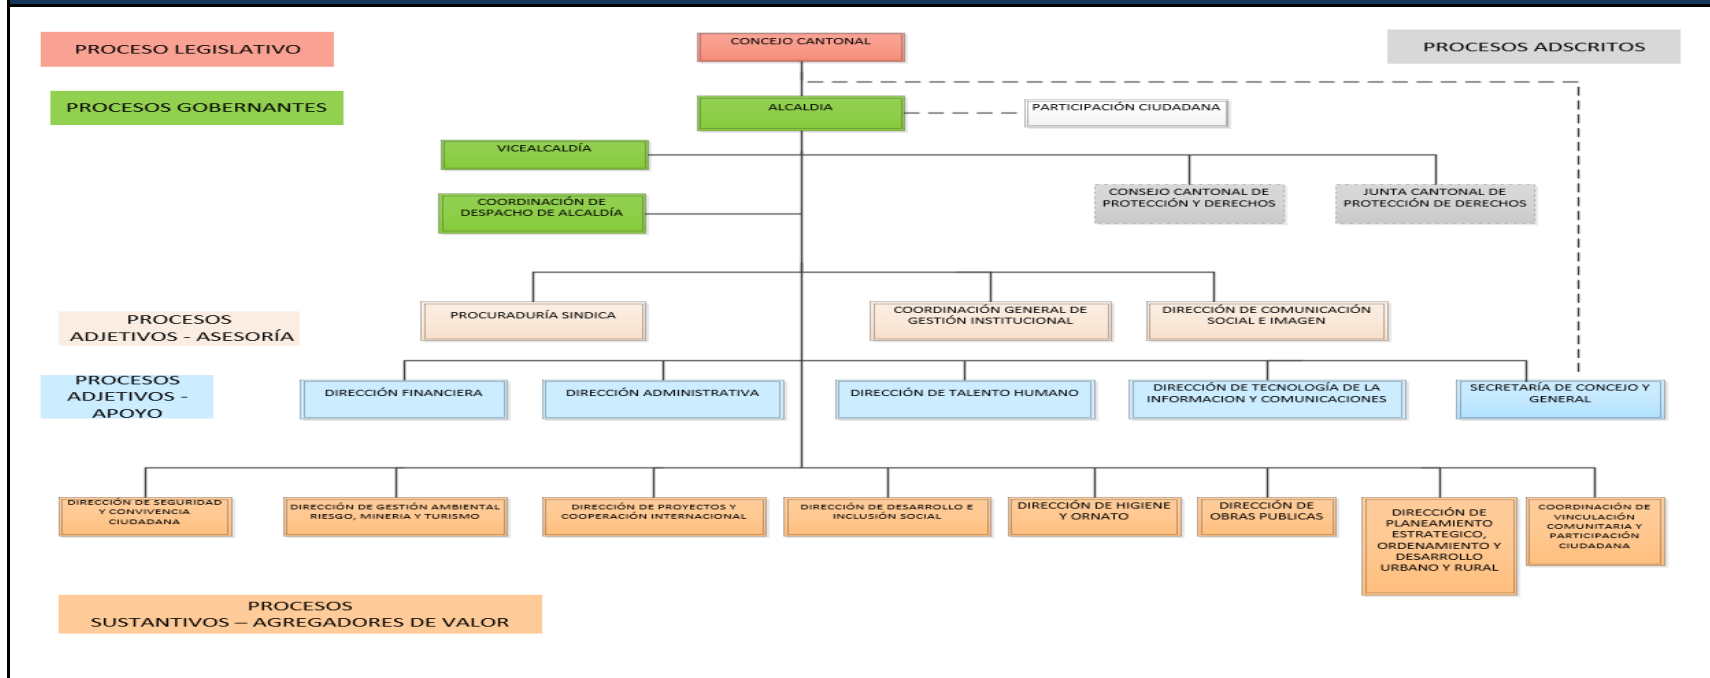 PROCESO LEGISLATIVO
CONCEJO CANTONAL
PROCESOS ADSCRITOS
PROCESOS GOBERNANTES
ALCALDIA
PARTICIPACIÓN CIUDADANA
VICEALCALDÍA
CONSEJO CANTONAL DE
PROTECCIÓN Y DERECHOS
JUNTA CANTONAL DE
PROTECCIÓN DE DERECHOS
COORDINACIÓN DE
DESPACHO DE ALCALDÍA
PROCESOS
ADJETIVOS - ASESORÍA
PROCURADURÍA SINDICA
COORDINACIÓN GENERAL DE
GESTIÓN INSTITUCIONAL
DIRECCIÓN DE COMUNICACIÓN
SOCIAL E IMAGEN
PROCESOS
ADJETIVOS -
APOYO
DIRECCIÓN FINANCIERA
DIRECCIÓN ADMINISTRATIVA
DIRECCIÓN DE TALENTO HUMANO
DIRECCIÓN DE TECNOLOGÍA DE LA
INFORMACION Y COMUNICACIONES
SECRETARÍA DE CONCEJO Y
GENERAL
DIRECCIÓN DE SEGURIDAD
Y CONVIVENCIA
CIUDADANA
DIRECCIÓN DE GESTIÓN AMBIENTAL
RIESGO, MINERIA Y TURISMO
DIRECCIÓN DE PROYECTOS Y
COOPERACIÓN INTERNACIONAL
DIRECCIÓN DE DESARROLLO E
INCLUSIÓN SOCIAL
DIRECCIÓN DE HIGIENE
Y ORNATO
DIRECCIÓN DE
OBRAS PUBLICAS
DIRECCIÓN DE
PLANEAMIENTO
ESTRATEGICO,
ORDENAMIENTO Y
DESARROLLO
URBANO Y RURAL
COORDINACIÓN DE
VINCULACIÓN
COMUNITARIA Y
PARTICIPACIÓN
CIUDADANA
PROCESOS
SUSTANTIVOS – AGREGADORES DE VALOR